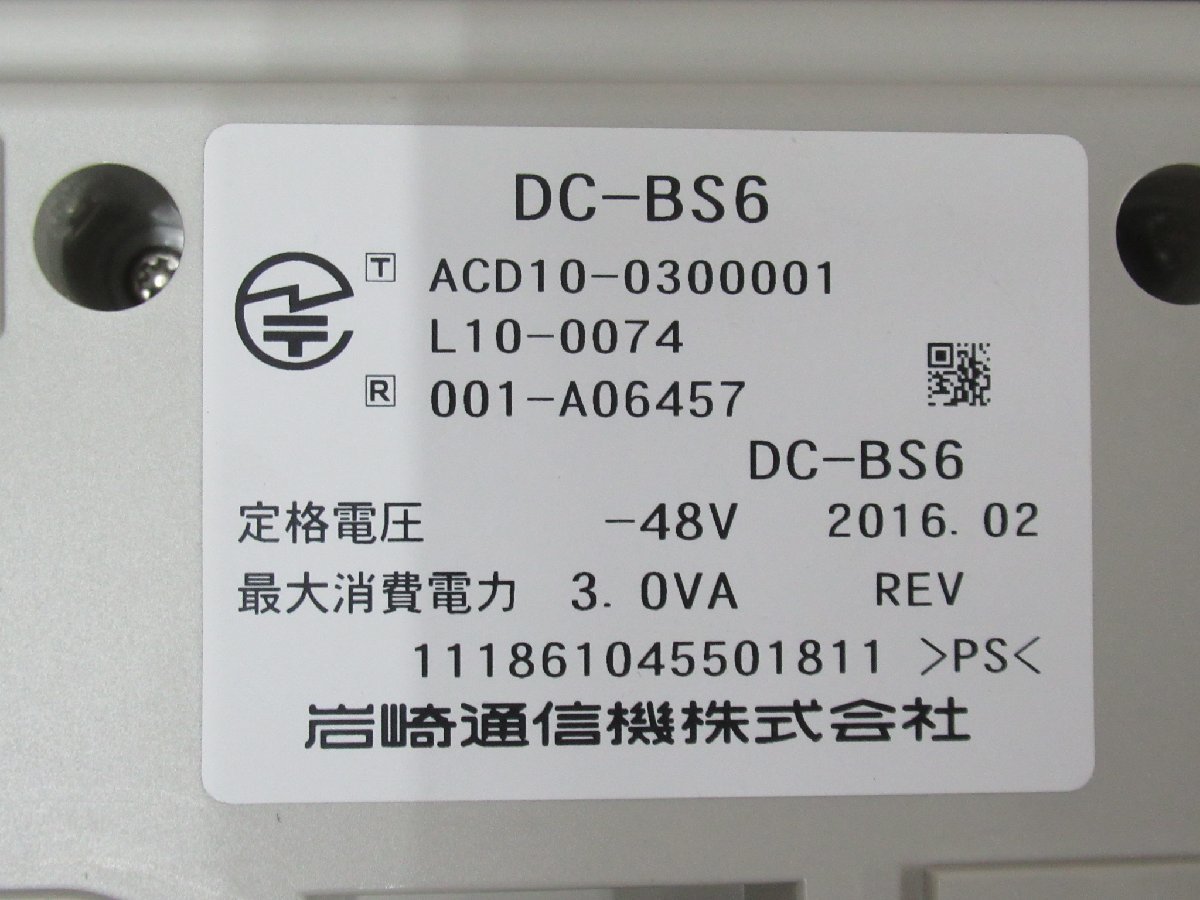 DC-BS6
T ACD10-0300001
L10-0074
R 001-A06457
DC-BS6
定格電圧 -48V 2016.02
最大消費電力 3.0VA REV
111861045501811 >PS<
岩崎通信機株式会社